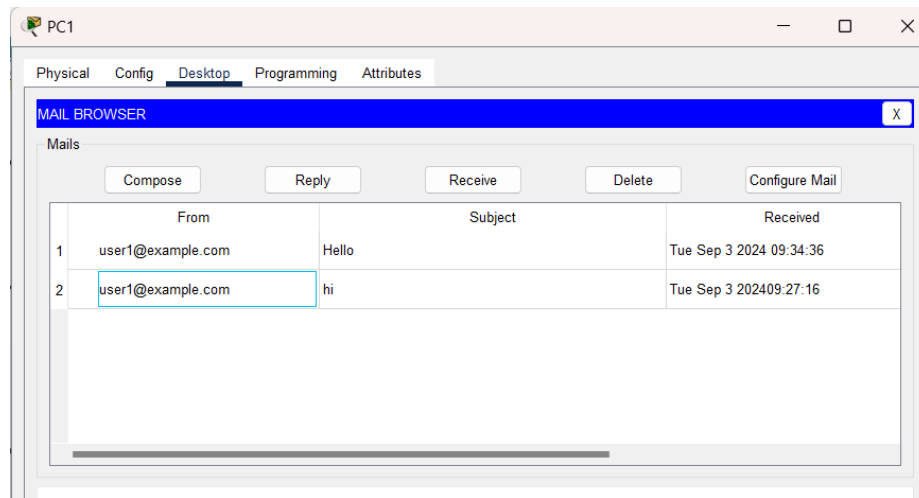 PC1
Physical Config Desktop Programming Attributes
MAIL BROWSER X
Mails
Compose Reply Receive Delete Configure Mail
From Subject Received
1 user1@example.com Hello Tue Sep 3 2024 09:34:36
2 user1@example.com hi Tue Sep 3 202409:27:16